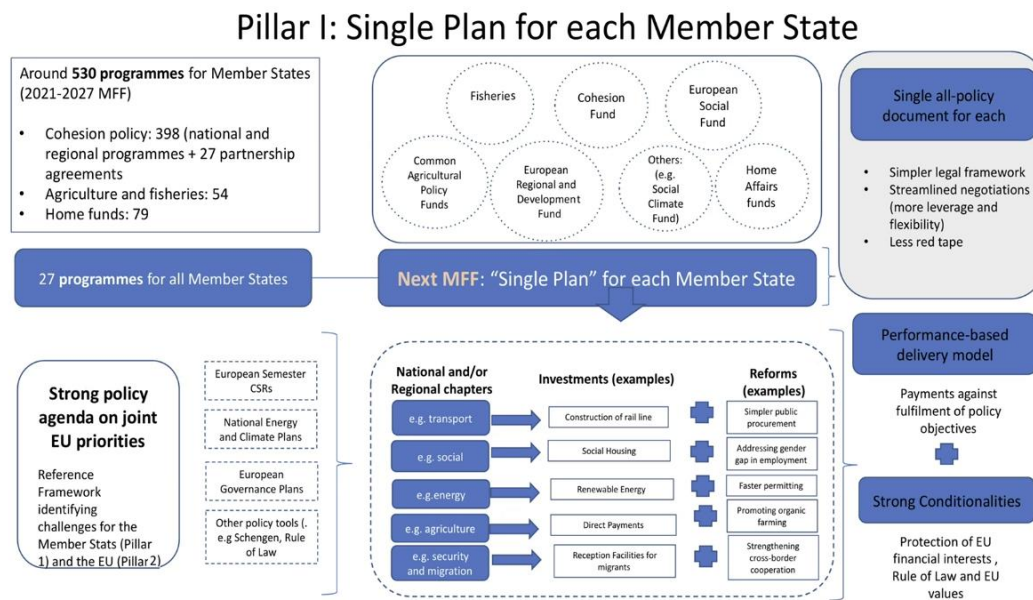 Pillar I: Single Plan for each Member State
Around 530 programmes for Member States
(2021-2027 MFF)
• Cohesion policy: 398 (national and
regional programmes + 27 partnership
agreements
• Agriculture and fisheries: 54
• Home funds: 79
Fisheries
Cohesion
Fund
European
Social
Fund
Common
Agricultural
Policy
Funds
European
Regional and
Development
Fund
Others:
(e.g.
Social
Climate
Fund)
Home
Affairs
funds
Single all-policy
document for each
• Simpler legal framework
• Streamlined negotiations
(more leverage and
flexibility)
• Less red tape
27 programmes for all Member States
Next MFF: “Single Plan” for each Member State
Strong policy
agenda on joint
EU priorities
Reference
Framework
identifying
challenges for the
Member Stats (Pillar
1) and the EU (Pillar2)
European Semester
CSRs
National Energy
and Climate Plans
European
Governance Plans
Other policy tools (.
e.g Schengen, Rule
of Law
National and/or
Regional chapters
Investments (examples)
Reforms
(examples)
e.g. transport
Construction of rail line
Simpler public
procurement
e.g. social
Social Housing
Addressing gender
gap in employment
e.g.energy
Renewable Energy
Faster permitting
e.g. agriculture
Direct Payments
Promoting organic
farming
e.g. security
and migration
Reception Facilities for
migrants
Strengthening
cross-border
cooperation
Performance-based
delivery model
Payments against
fulfilment of policy
objectives
Strong Conditionalities
Protection of EU
financial interests ,
Rule of Law and EU
values